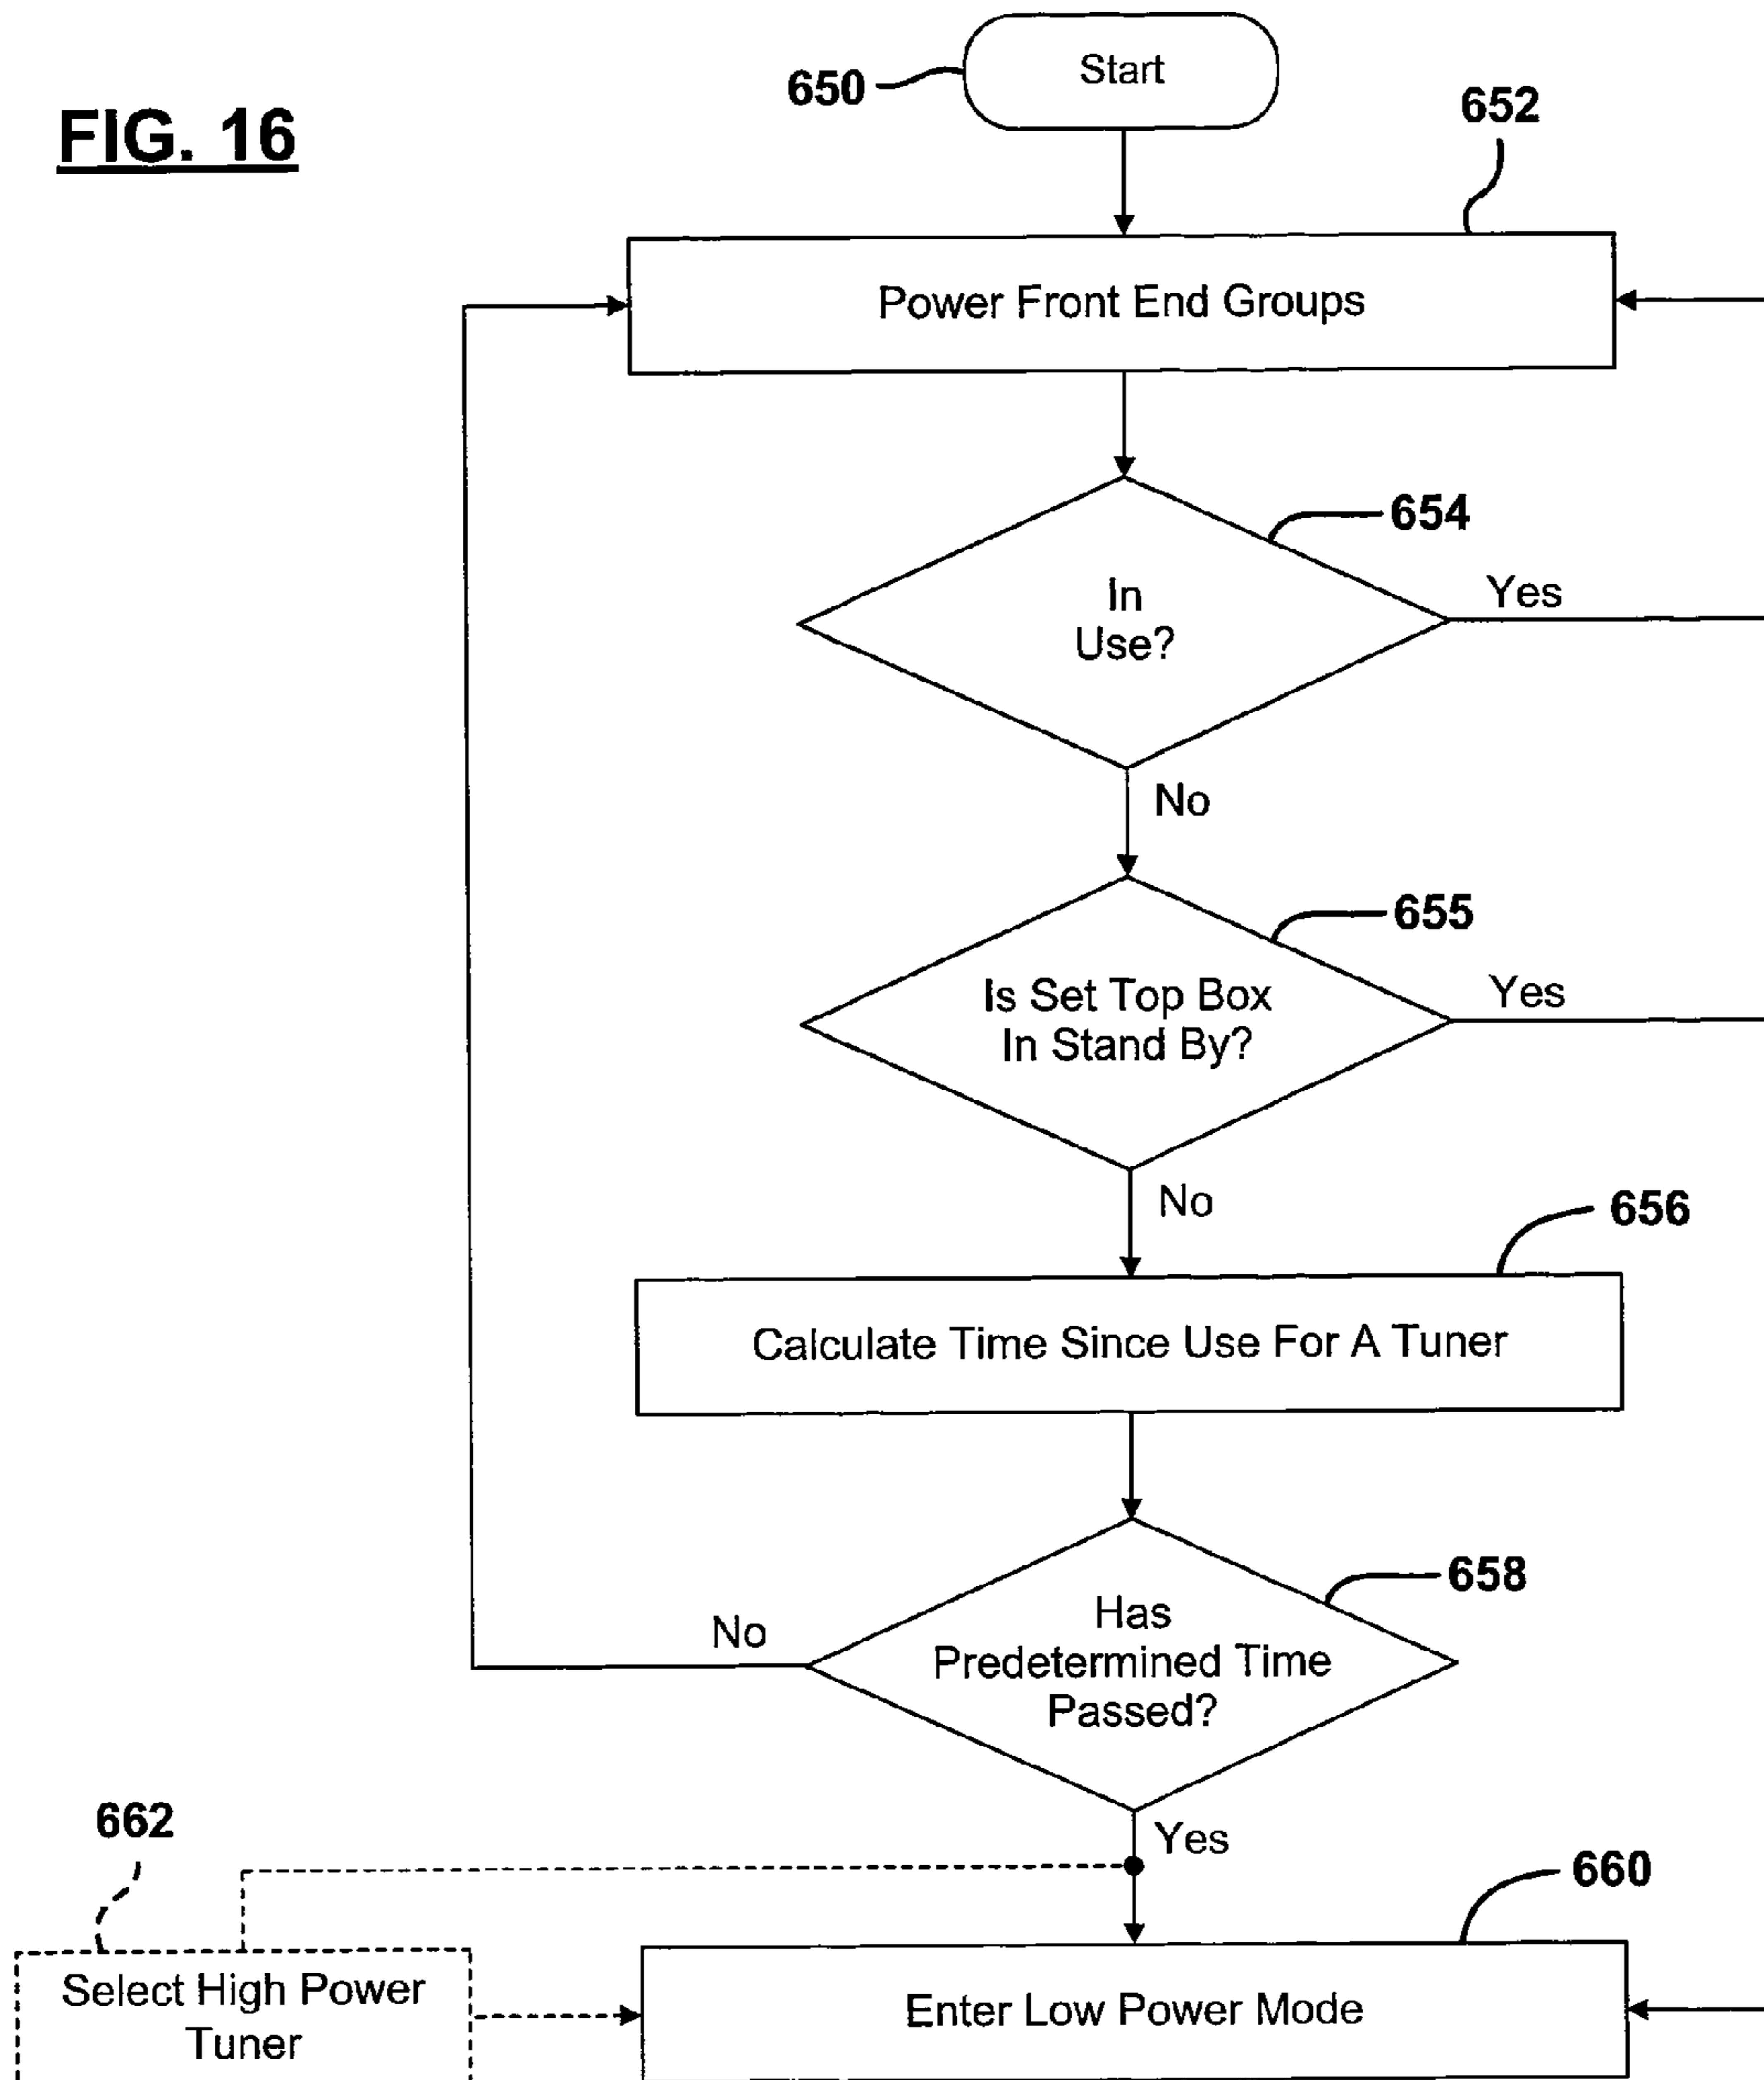 FIG. 16
650
Start
652
Power Front End Groups
654
In
Use?
Yes
No
655
Is Set Top Box
In Stand By?
Yes
No
656
Calculate Time Since Use For A Tuner
658
Has
Predetermined Time
Passed?
No
Yes
662
660
Select High Power
Tuner
Enter Low Power Mode